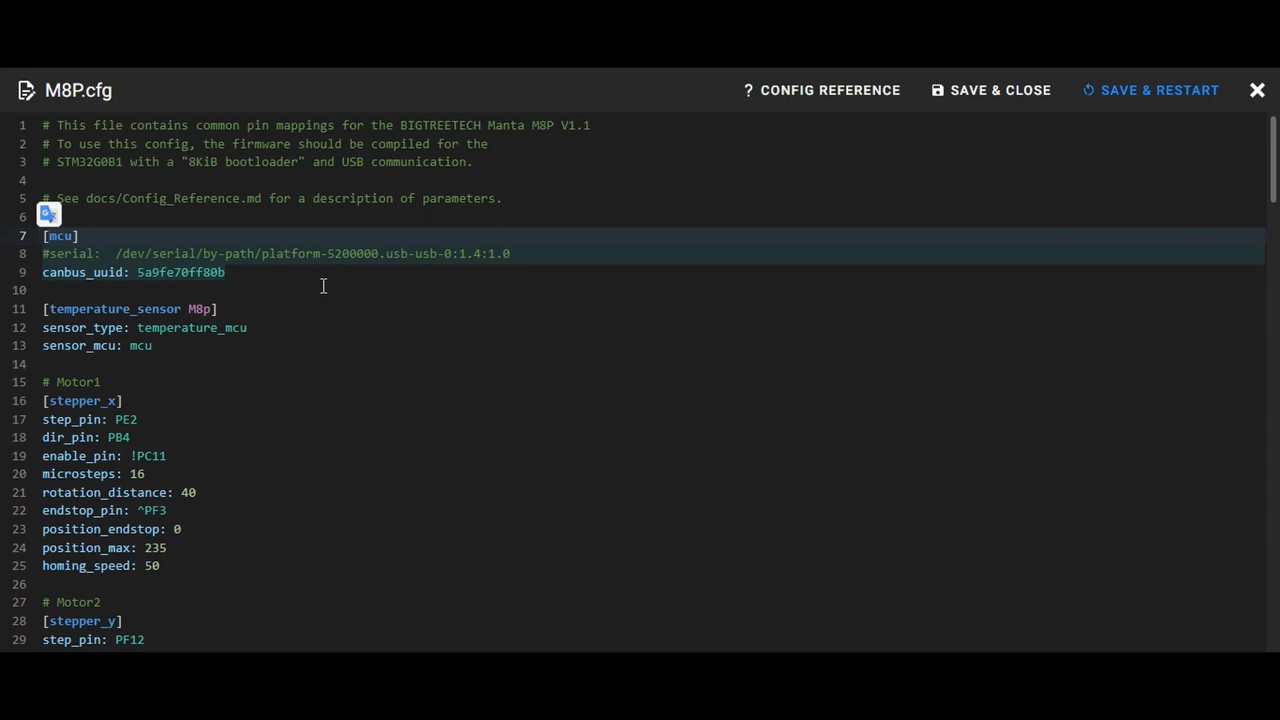 M8P.cfg
? CONFIG REFERENCE
SAVE & CLOSE
SAVE & RESTART
1 # This file contains common pin mappings for the BIGTREETECH Manta M8P V1.1
2 # To use this config, the firmware should be compiled for the
3 # STM32G0B1 with a "8KiB bootloader" and USB communication.
4
5 # See docs/Config_Reference.md for a description of parameters.
6
7 [mcu]
8 #serial:  /dev/serial/by-path/platform-5200000.usb-usb-0:1.4:1.0
9 canbus_uuid: 5a9fe70ff80b
10
11 [temperature_sensor M8p]
12 sensor_type: temperature_mcu
13 sensor_mcu: mcu
14
15 # Motor1
16 [stepper_x]
17 step_pin: PE2
18 dir_pin: PB4
19 enable_pin: !PC11
20 microsteps: 16
21 rotation_distance: 40
22 endstop_pin: ^PF3
23 position_endstop: 0
24 position_max: 235
25 homing_speed: 50
26
27 # Motor2
28 [stepper_y]
29 step_pin: PF12